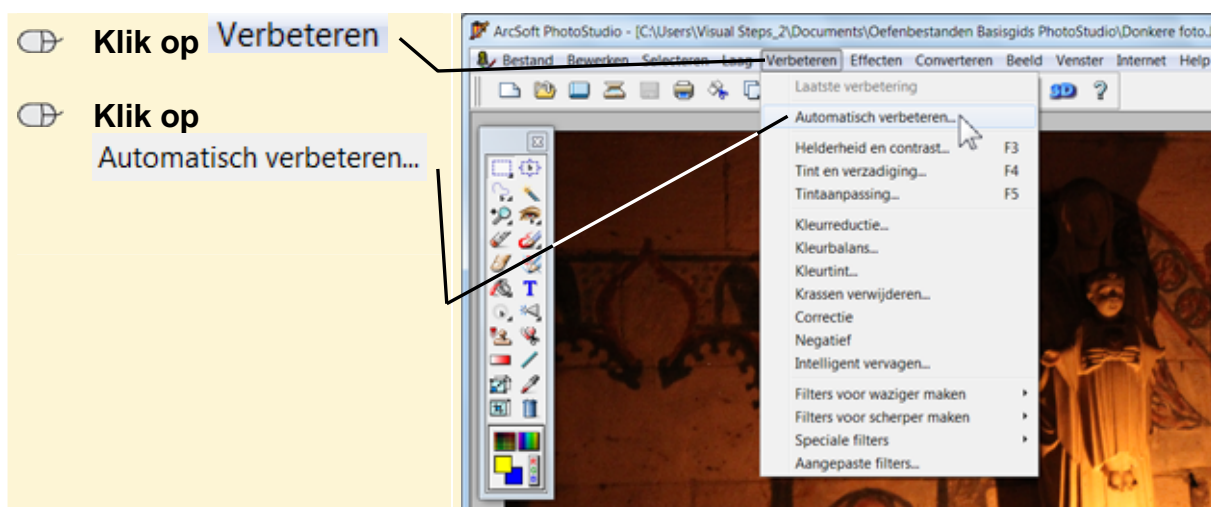 Klik op Verbeteren
Klik op
Automatisch verbeteren...
ArcSoft PhotoStudio - [C:\Users\Visual Steps_2\Documents\Oefenbestanden Basisgids PhotoStudio\Donkere foto.
Bestand Bewerken Selecteren Laag Verbeteren Effecten Converteren Beeld Venster Internet Help
3D ?
Laatste verbetering
Automatisch verbeteren...
Helderheid en contrast... F3
Tint en verzadiging... F4
Tintaanpassing... F5
Kleurreductie...
Kleurbalans...
Kleurtint...
Krassen verwijderen...
Correctie
Negatief
Intelligent vervagen...
Filters voor waziger maken
Filters voor scherper maken
Speciale filters
Aangepaste filters...
T